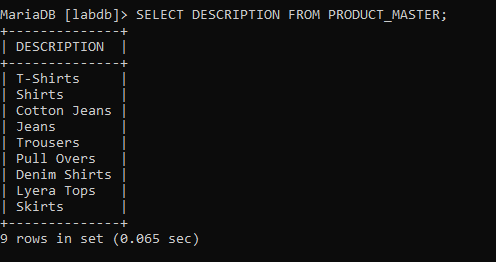 MariaDB [labdb]> SELECT DESCRIPTION FROM PRODUCT_MASTER;
+--------------+
| DESCRIPTION  |
+--------------+
| T-Shirts     |
| Shirts       |
| Cotton Jeans |
| Jeans        |
| Trousers     |
| Pull Overs   |
| Denim Shirts |
| Lyera Tops   |
| Skirts       |
+--------------+
9 rows in set (0.065 sec)